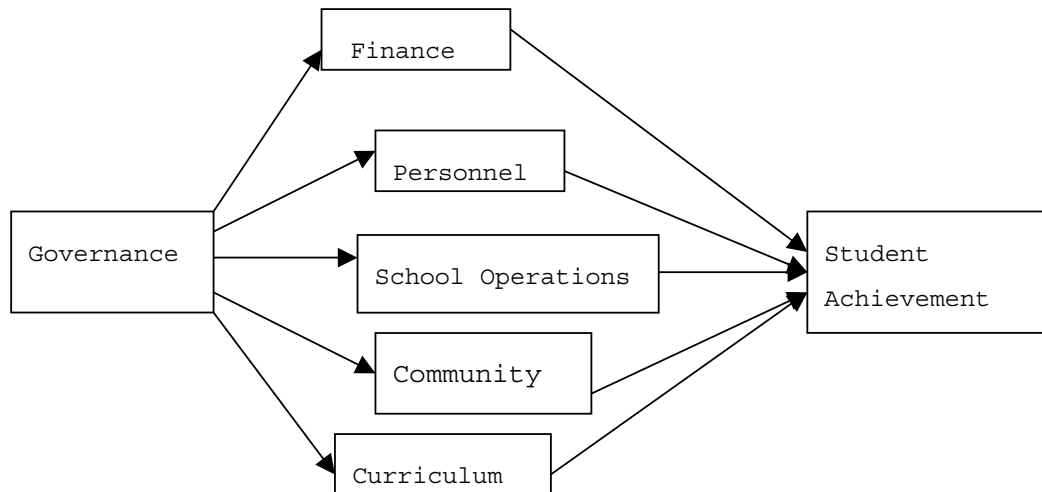 Finance
Personnel
Governance
School Operations
Student
Achievement
Community
Curriculum